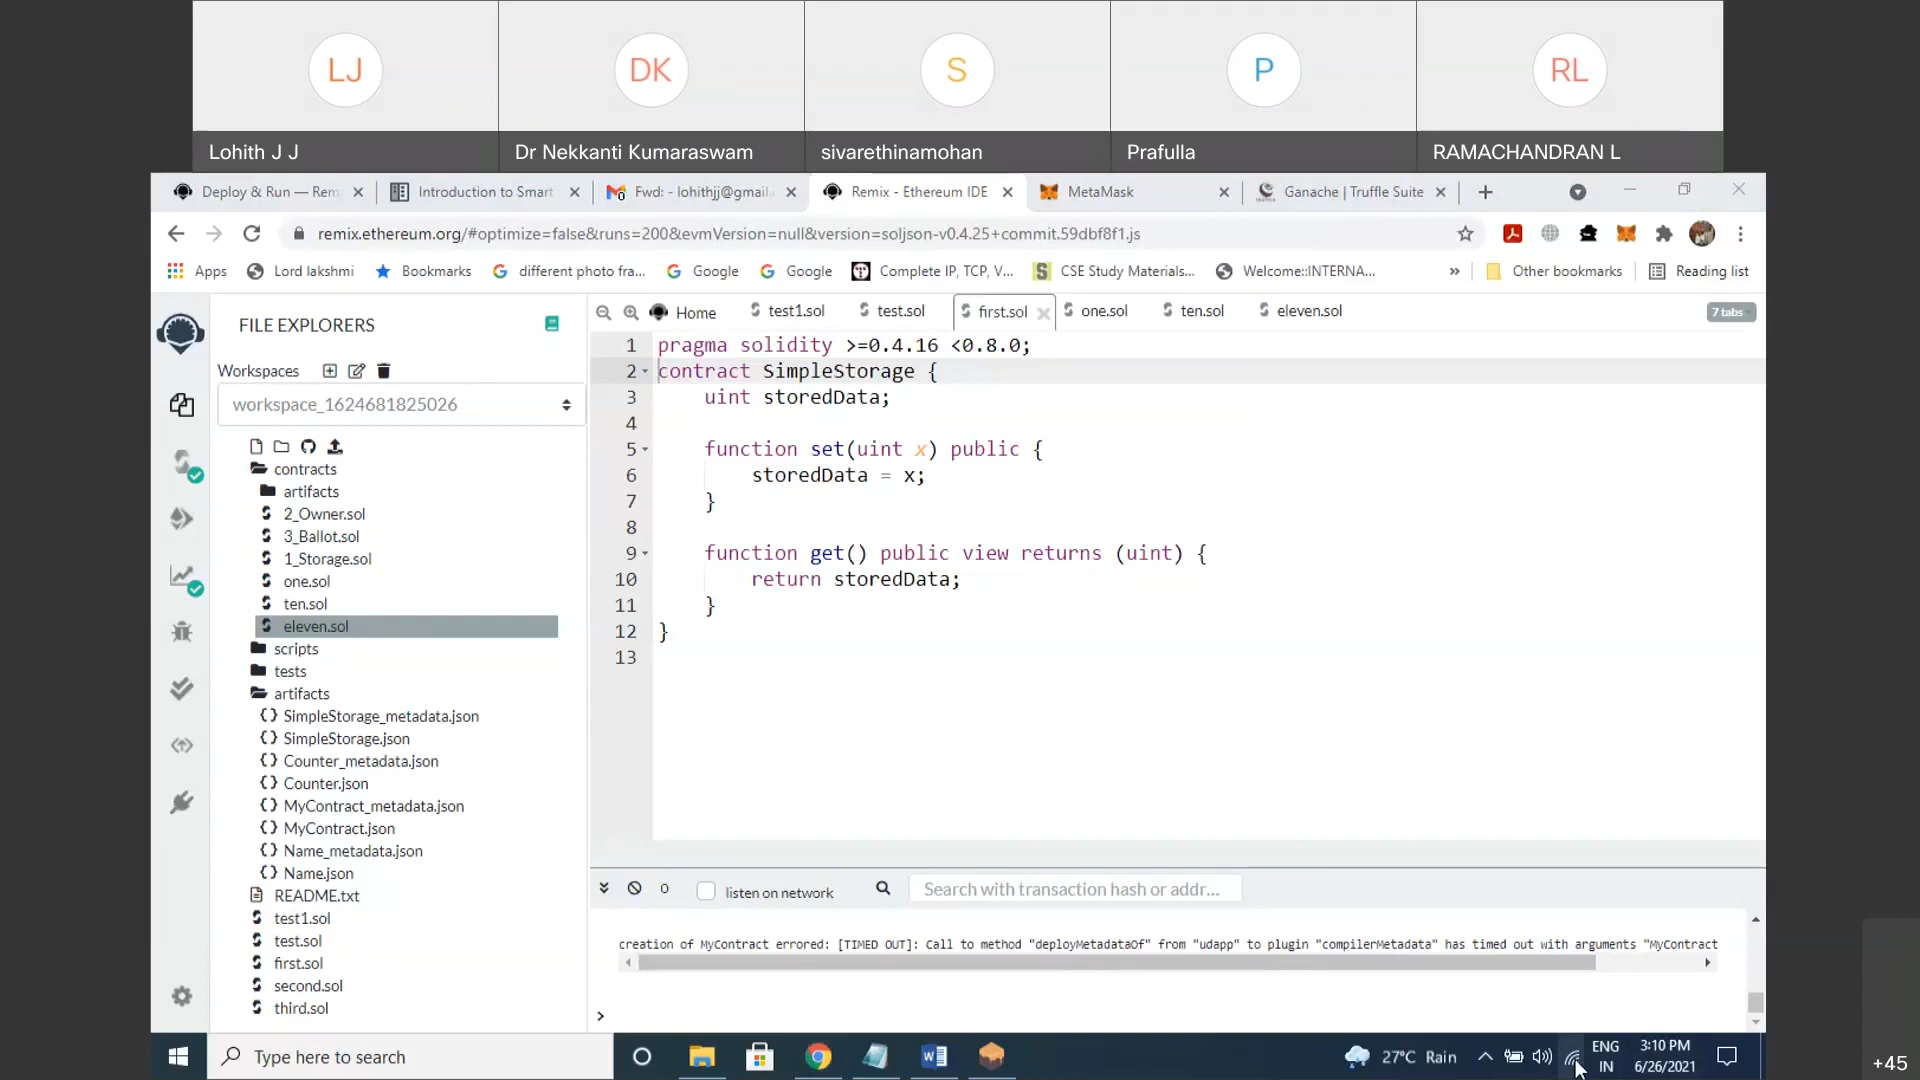 LJ
DK
S
P
RL
Lohith J J
Dr Nekkanti Kumaraswam
sivarethinamohan
Prafulla
RAMACHANDRAN L
Deploy & Run — Rem
Introduction to Smart
Fwd: - lohithjj@gmail.
Remix - Ethereum IDE
MetaMask
Ganache | Truffle Suite
remix.ethereum.org/#optimize=false&runs=200&evmVersion=null&version=soljson-v0.4.25+commit.59dbf8f1.js
Apps
Lord lakshmi
Bookmarks
different photo fra...
Google
Google
Complete IP, TCP, V...
CSE Study Materials...
Welcome::INTERNA...
»
Other bookmarks
Reading list
FILE EXPLORERS
Home
test1.sol
test.sol
first.sol
one.sol
ten.sol
eleven.sol
7 tabs
Workspaces
workspace_1624681825026
contracts
artifacts
2_Owner.sol
3_Ballot.sol
1_Storage.sol
one.sol
ten.sol
eleven.sol
scripts
tests
artifacts
SimpleStorage_metadata.json
SimpleStorage.json
Counter_metadata.json
Counter.json
MyContract_metadata.json
MyContract.json
Name_metadata.json
Name.json
README.txt
test1.sol
test.sol
first.sol
second.sol
third.sol
1 pragma solidity >=0.4.16 <0.8.0;
2 contract SimpleStorage {
3 uint storedData;
4
5 function set(uint x) public {
6 storedData = x;
7 }
8
9 function get() public view returns (uint) {
10 return storedData;
11 }
12 }
13
0
listen on network
Search with transaction hash or addr...
creation of MyContract errored: [TIMED OUT]: Call to method "deployMetadataOf" from "udapp" to plugin "compilerMetadata" has timed out with arguments "MyContract
>
Type here to search
27°C Rain
ENG
IN
3:10 PM
6/26/2021
+45